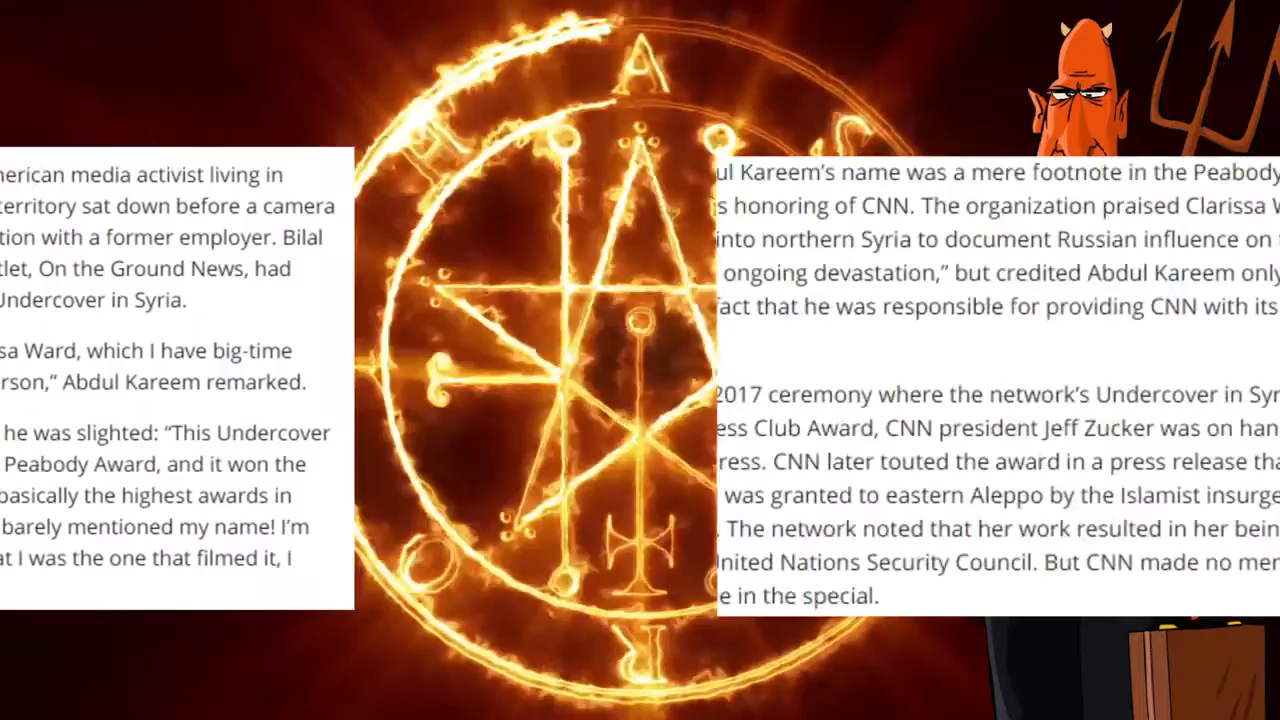 nerican media activist living in
territory sat down before a camera
tion with a former employer. Bilal
tlet, On the Ground News, had
Undercover in Syria.
sa Ward, which I have big-time
rson,” Abdul Kareem remarked.
he was slighted: “This Undercover
Peabody Award, and it won the
basically the highest awards in
barely mentioned my name! I’m
at I was the one that filmed it, I
ul Kareem’s name was a mere footnote in the Peabody
s honoring of CNN. The organization praised Clarissa W
into northern Syria to document Russian influence on
ongoing devastation,” but credited Abdul Kareem only
fact that he was responsible for providing CNN with its
2017 ceremony where the network’s Undercover in Syr
ess Club Award, CNN president Jeff Zucker was on han
ress. CNN later touted the award in a press release tha
was granted to eastern Aleppo by the Islamist insurge
. The network noted that her work resulted in her bein
United Nations Security Council. But CNN made no mer
e in the special.
A
S
H
O
R